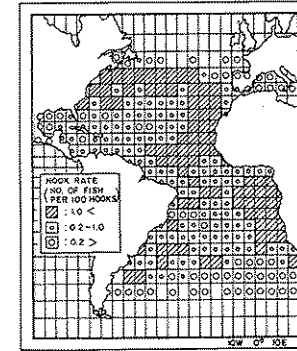 HOOK RATE
( NO. OF FISH
PER 100 HOOKS )
: 1.0 <
: 0.2-1.0
: 0.2 >
10W 0° 10E